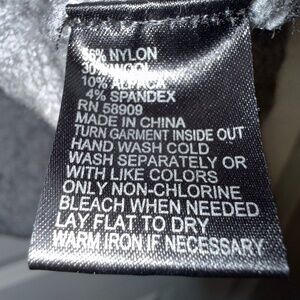 56% NYLON
30% WOOL
10% ALPACA
4% SPANDEX
RN 58909
MADE IN CHINA
TURN GARMENT INSIDE OUT
HAND WASH COLD
WASH SEPARATELY OR
WITH LIKE COLORS
ONLY NON-CHLORINE
BLEACH WHEN NEEDED
LAY FLAT TO DRY
WARM IRON IF NECESSARY